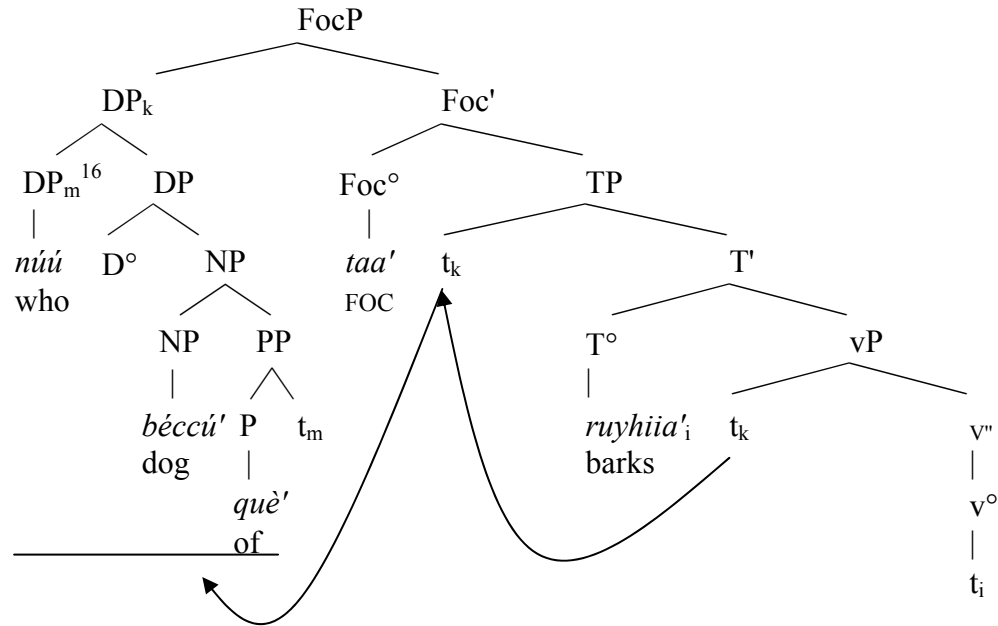 FocP
DPk Foc'
DPm16 DP Foc° TP
núú D° NP taa' tk T'
who FOC
NP PP T° vP
béccú' P tm ruyhiia'i tk V"
dog barks
què' v°
of
ti